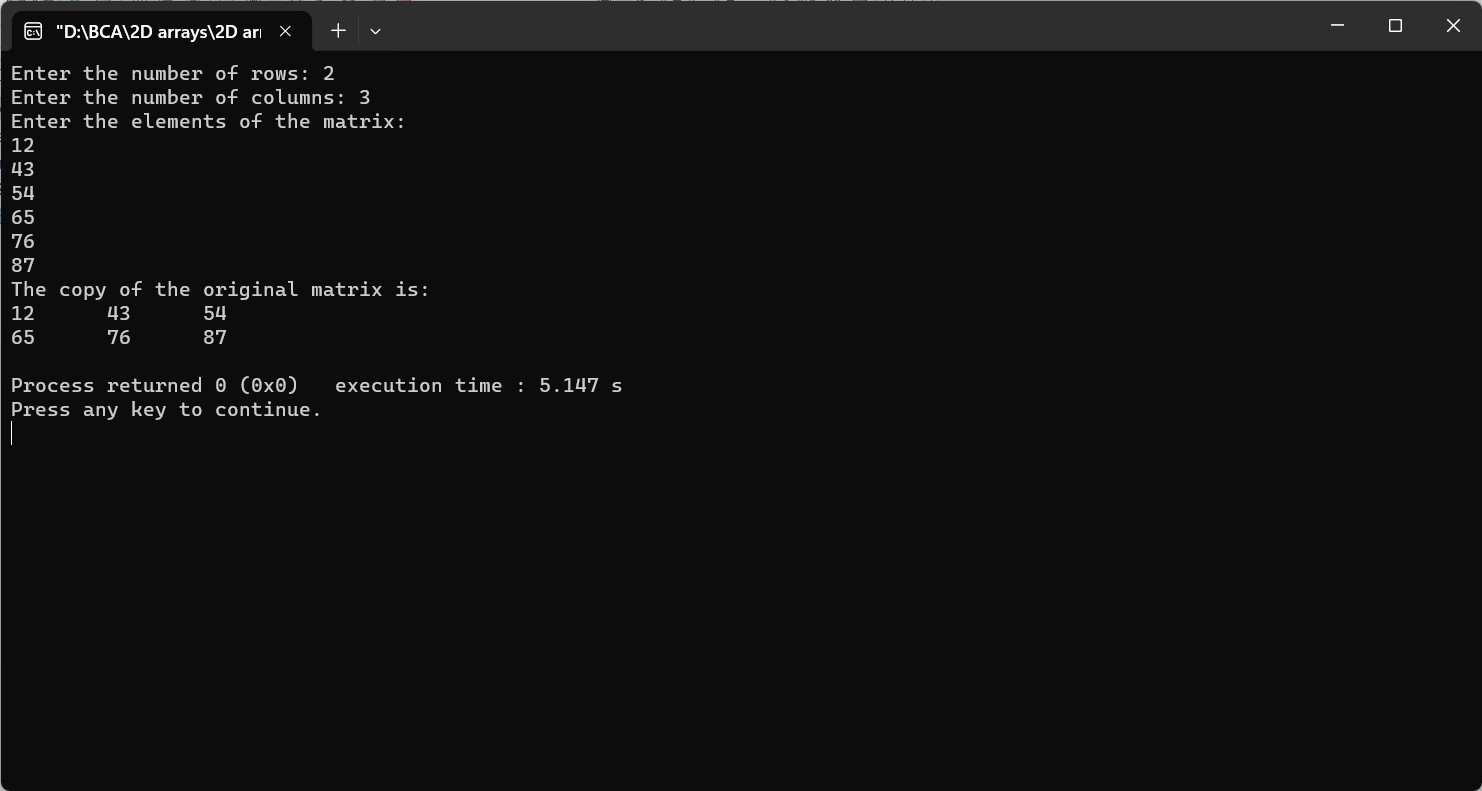 "D:\BCA\2D arrays\2D arr
Enter the number of rows: 2
Enter the number of columns: 3
Enter the elements of the matrix:
12
43
54
65
76
87
The copy of the original matrix is:
12      43      54
65      76      87
Process returned 0 (0x0)   execution time : 5.147 s
Press any key to continue.